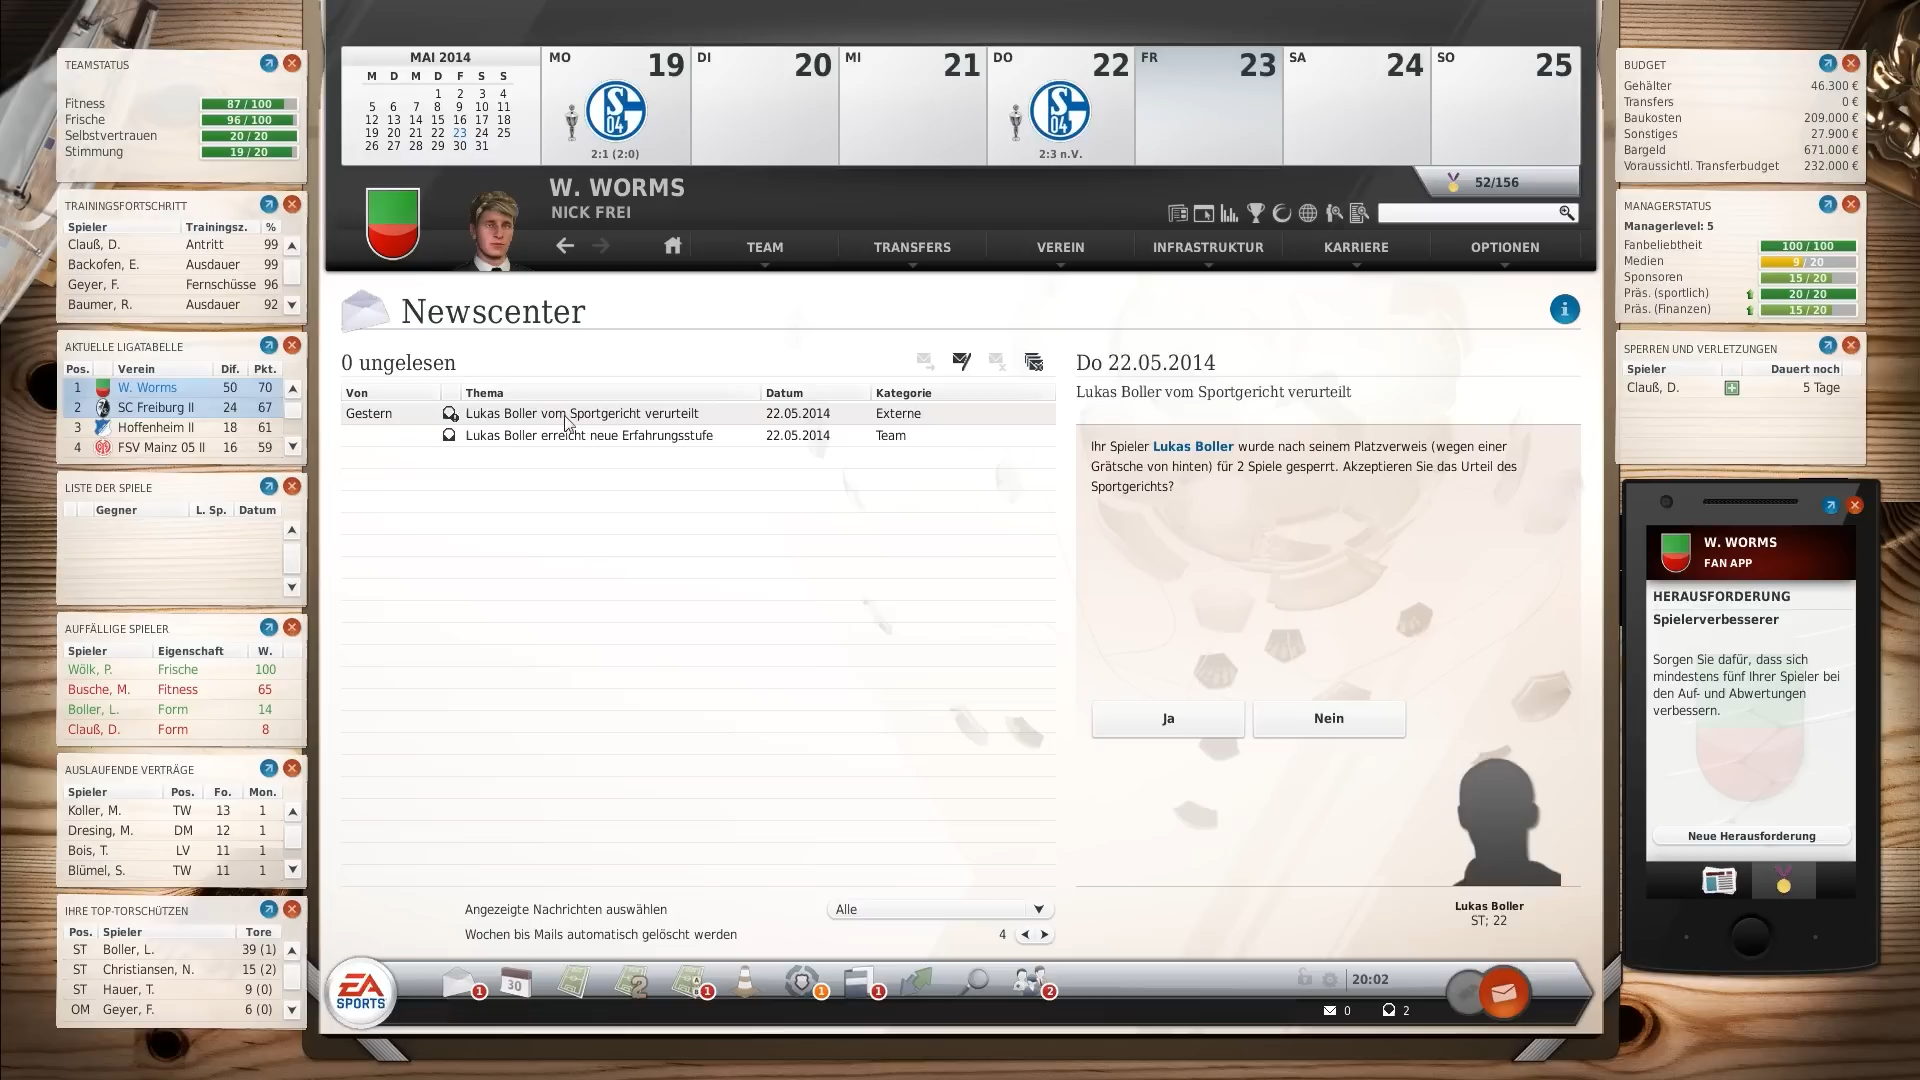 TEAMSTATUS
Fitness 87 / 100
Frische 96 / 100
Selbstvertrauen 20 / 20
Stimmung 19 / 20
TRAININGSFORTSCHRITT
Spieler Trainingsz. %
Clauß, D. Antritt 99
Backofen, E. Ausdauer 99
Geyer, F. Fernschüsse 96
Baumer, R. Ausdauer 92
AKTUELLE LIGATABELLE
Pos. Verein Dif. Pkt.
1 W. Worms 50 70
2 SC Freiburg II 24 67
3 Hoffenheim II 18 61
4 FSV Mainz 05 II 16 59
LISTE DER SPIELE
Gegner L. Sp. Datum
AUFFÄLLIGE SPIELER
Spieler Eigenschaft W.
Wölk, P. Frische 100
Busche, M. Fitness 65
Boller, L. Form 14
Clauß, D. Form 8
AUSLAUFENDE VERTRÄGE
Spieler Pos. Fo. Mon.
Koller, M. TW 13 1
Dresing, M. DM 12 1
Bois, T. LV 11 1
Blümel, S. TW 11 1
IHRE TOP-TORSCHÜTZEN
Pos. Spieler Tore
ST Boller, L. 39 (1)
ST Christiansen, N. 15 (2)
ST Hauer, T. 9 (0)
OM Geyer, F. 6 (0)
MAI 2014
M D M D F S S
1 2 3 4
5 6 7 8 9 10 11
12 13 14 15 16 17 18
19 20 21 22 23 24 25
26 27 28 29 30 31
MO 19 DI 20 MI 21 DO 22 FR 23 SA 24 SO 25
S 04 S 04
2:1 (2:0) 2:3 n.V.
52/156
W. WORMS
NICK FREI
TEAM TRANSFERS VEREIN INFRASTRUKTUR KARRIERE OPTIONEN
Newscenter
0 ungelesen
Von Thema Datum Kategorie
Gestern Lukas Boller vom Sportgericht verurteilt 22.05.2014 Externe
Lukas Boller erreicht neue Erfahrungsstufe 22.05.2014 Team
Angezeigte Nachrichten auswählen Alle
Wochen bis Mails automatisch gelöscht werden 4
Do 22.05.2014
Lukas Boller vom Sportgericht verurteilt
Ihr Spieler Lukas Boller wurde nach seinem Platzverweis (wegen einer
Grätsche von hinten) für 2 Spiele gesperrt. Akzeptieren Sie das Urteil des
Sportgerichts?
Ja Nein
Lukas Boller
ST; 22
EA SPORTS
1 30 2 1 1 1 2
20:02
0 2
BUDGET
Gehälter 46.300 €
Transfers 0 €
Baukosten 209.000 €
Sonstiges 27.900 €
Bargeld 671.000 €
Voraussichtl. Transferbudget 232.000 €
MANAGERSTATUS
Managerlevel: 5
Fanbeliebtheit 100 / 100
Medien 9 / 20
Sponsoren 15 / 20
Präs. (sportlich) 20 / 20
Präs. (Finanzen) 15 / 20
SPERREN UND VERLETZUNGEN
Spieler Dauert noch
Clauß, D. 5 Tage
W. WORMS
FAN APP
HERAUSFORDERUNG
Spielerverbesserer
Sorgen Sie dafür, dass sich
mindestens fünf Ihrer Spieler bei
den Auf- und Abwertungen
verbessern.
Neue Herausforderung